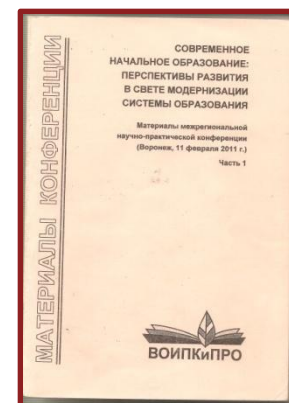 МАТЕРИАЛЫ КОНФЕРЕНЦИИ
СОВРЕМЕННОЕ
НАЧАЛЬНОЕ ОБРАЗОВАНИЕ:
ПЕРСПЕКТИВЫ РАЗВИТИЯ
В СВЕТЕ МОДЕРНИЗАЦИИ
СИСТЕМЫ ОБРАЗОВАНИЯ
Материалы межрегиональной
научно-практической конференции
(Воронеж, 11 февраля 2011 г.)
Часть 1
ВОИПКиПРО